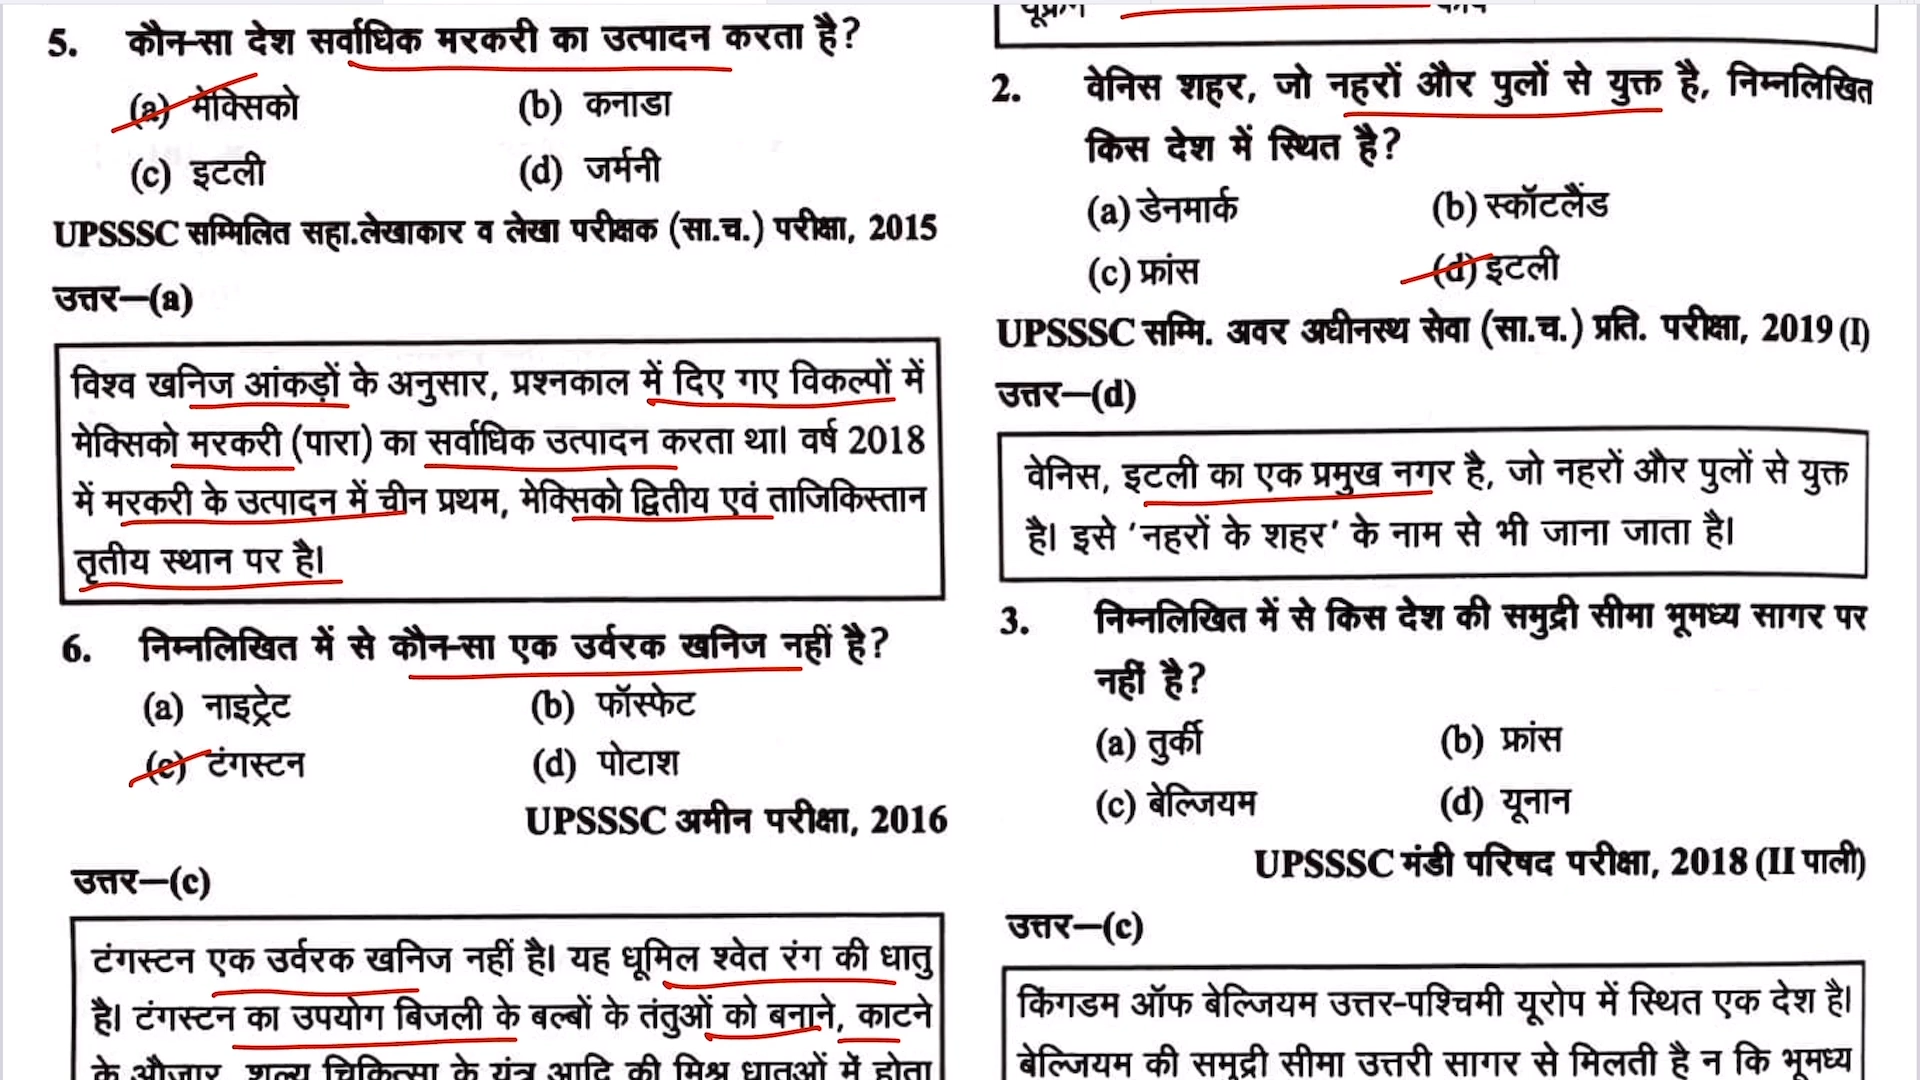 5. कौन-सा देश सर्वाधिक मरकरी का उत्पादन करता है?
(a) मेक्सिको (b) कनाडा
(c) इटली (d) जर्मनी
UPSSSC सम्मिलित सहा.लेखाकार व लेखा परीक्षक (सा.च.) परीक्षा, 2015
उत्तर—(a)
विश्व खनिज आंकड़ों के अनुसार, प्रश्नकाल में दिए गए विकल्पों में
मेक्सिको मरकरी (पारा) का सर्वाधिक उत्पादन करता था। वर्ष 2018
में मरकरी के उत्पादन में चीन प्रथम, मेक्सिको द्वितीय एवं ताजिकिस्तान
तृतीय स्थान पर है।
6. निम्नलिखित में से कौन-सा एक उर्वरक खनिज नहीं है?
(a) नाइट्रेट (b) फॉस्फेट
(c) टंगस्टन (d) पोटाश
UPSSSC अमीन परीक्षा, 2016
उत्तर—(c)
टंगस्टन एक उर्वरक खनिज नहीं है। यह धूमिल श्वेत रंग की धातु
है। टंगस्टन का उपयोग बिजली के बल्बों के तंतुओं को बनाने, काटने
के औजार, शल्य चिकित्सा के यंत्र आदि की मिश्र धातुओं में होता
2. वेनिस शहर, जो नहरों और पुलों से युक्त है, निम्नलिखित
किस देश में स्थित है?
(a) डेनमार्क (b) स्कॉटलैंड
(c) फ्रांस (d) इटली
UPSSSC सम्मि. अवर अधीनस्थ सेवा (सा.च.) प्रति. परीक्षा, 2019 (I)
उत्तर—(d)
वेनिस, इटली का एक प्रमुख नगर है, जो नहरों और पुलों से युक्त
है। इसे ‘नहरों के शहर’ के नाम से भी जाना जाता है।
3. निम्नलिखित में से किस देश की समुद्री सीमा भूमध्य सागर पर
नहीं है?
(a) तुर्की (b) फ्रांस
(c) बेल्जियम (d) यूनान
UPSSSC मंडी परिषद परीक्षा, 2018 (II पाली)
उत्तर—(c)
किंगडम ऑफ बेल्जियम उत्तर-पश्चिमी यूरोप में स्थित एक देश है।
बेल्जियम की समुद्री सीमा उत्तरी सागर से मिलती है न कि भूमध्य